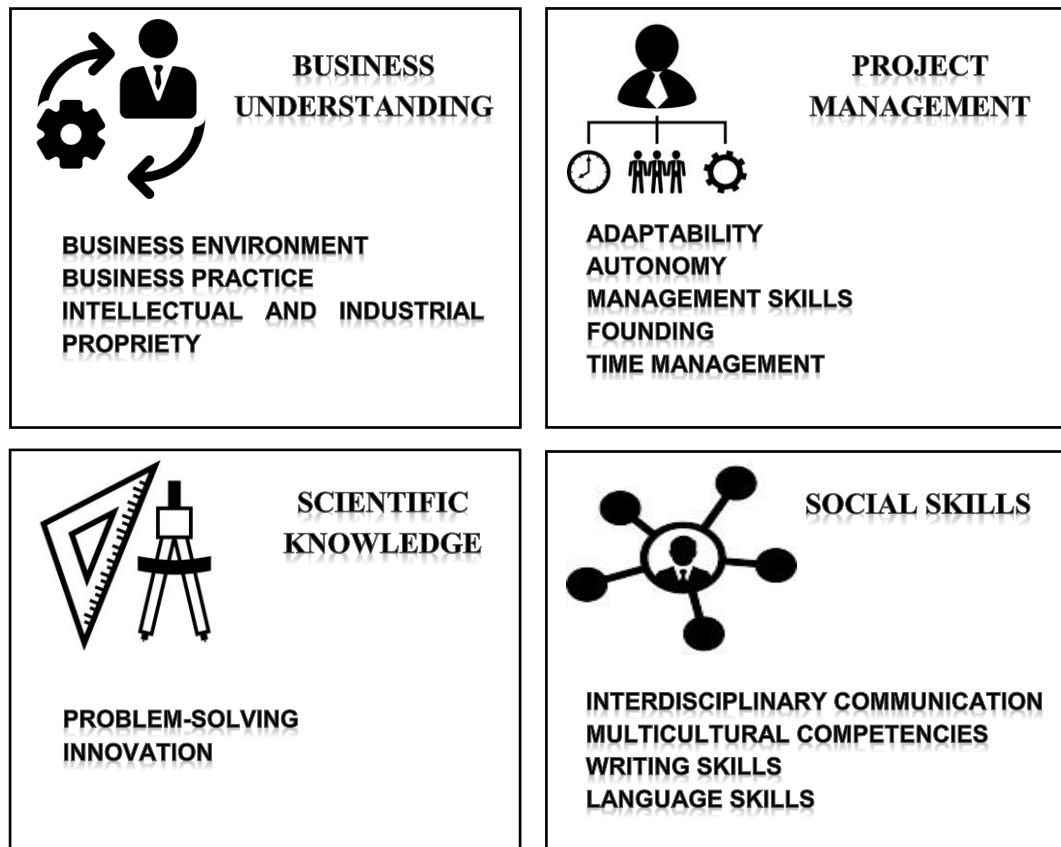 BUSINESS
UNDERSTANDING
BUSINESS ENVIRONMENT
BUSINESS PRACTICE
INTELLECTUAL AND INDUSTRIAL
PROPRIETY
PROJECT
MANAGEMENT
ADAPTABILITY
AUTONOMY
MANAGEMENT SKILLS
FOUNDING
TIME MANAGEMENT
SCIENTIFIC
KNOWLEDGE
PROBLEM-SOLVING
INNOVATION
SOCIAL SKILLS
INTERDISCIPLINARY COMMUNICATION
MULTICULTURAL COMPETENCIES
WRITING SKILLS
LANGUAGE SKILLS